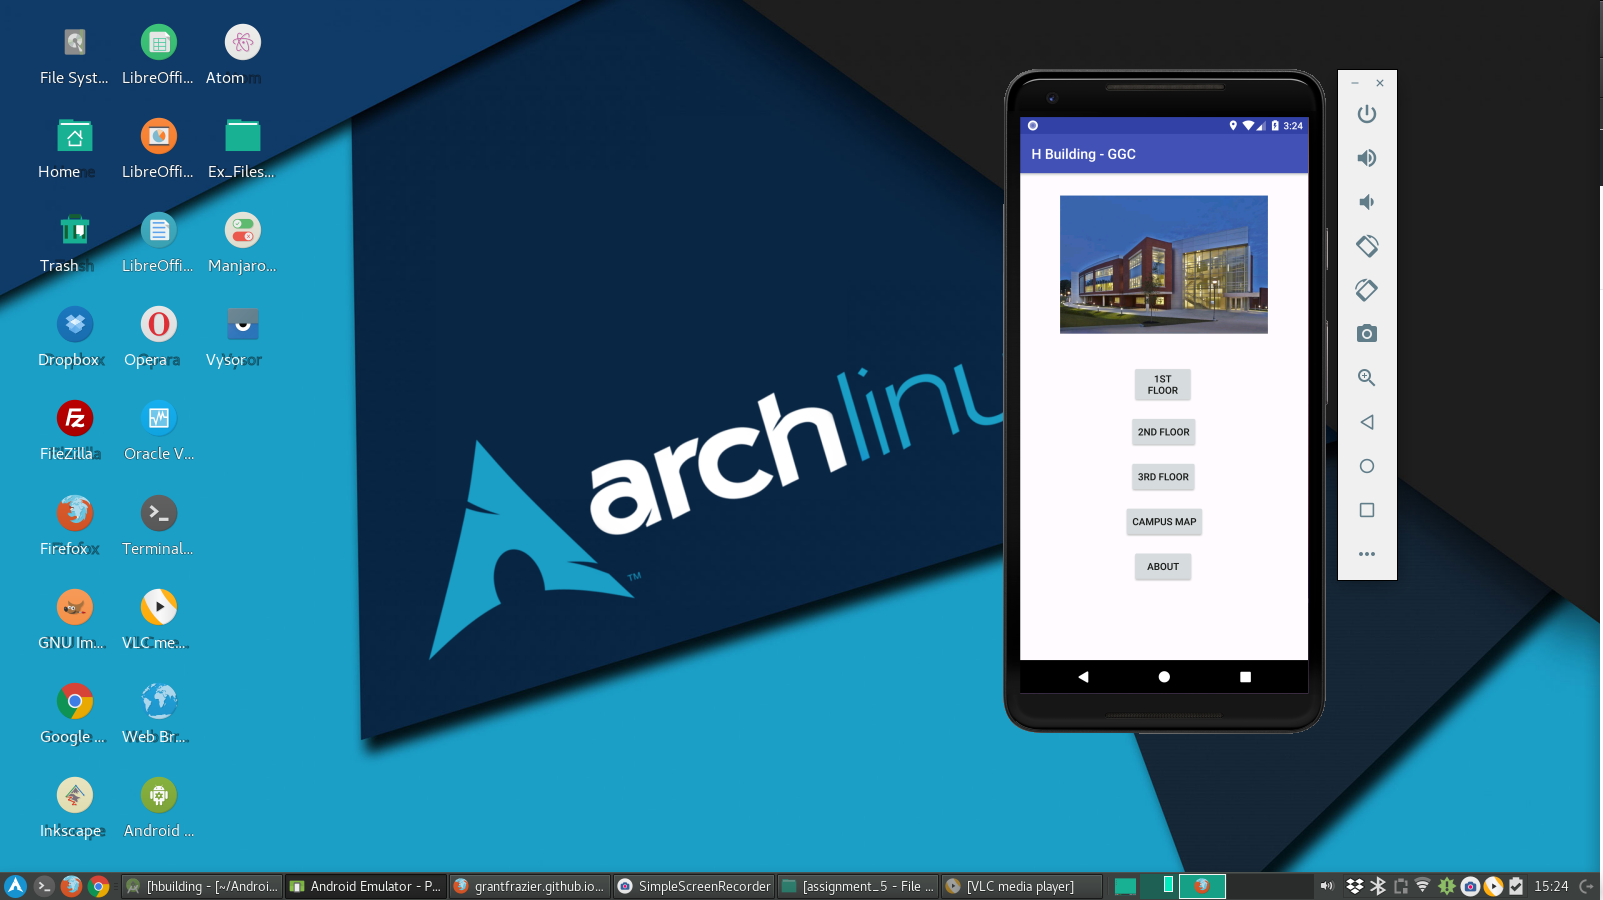 File Syst...
LibreOffi...
Atom
Home
LibreOffi...
Ex_Files...
Trash
LibreOffi...
Manjaro...
Dropbox
Opera
Vysor
FileZilla
Oracle V...
Firefox
Terminal...
GNU Im...
VLC me...
Google ...
Web Br...
Inkscape
Android ...
archlinu
TM
3:24
H Building - GGC
1ST
FLOOR
2ND FLOOR
3RD FLOOR
CAMPUS MAP
ABOUT
[hbuilding - [~/Androi...
Android Emulator - P...
grantfrazier.github.io...
SimpleScreenRecorder
[assignment_5 - File ...
[VLC media player]
15:24